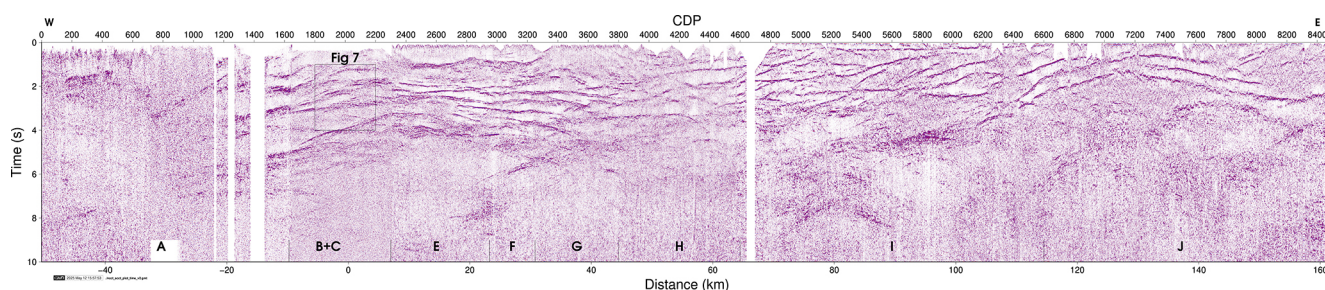 W CDP E
0 200 400 600 800 1000 1200 1400 1600 1800 2000 2200 2400 2600 2800 3000 3200 3400 3600 3800 4000 4200 4400 4600 4800 5000 5200 5400 5600 5800 6000 6200 6400 6600 6800 7000 7200 7400 7600 7800 8000 8200 8400
Fig 7
Time (s)
0
2
4
6
8
10
A B+C E F G H I J
−40 −20 0 20 40 60 80 100 120 140 160
Distance (km)